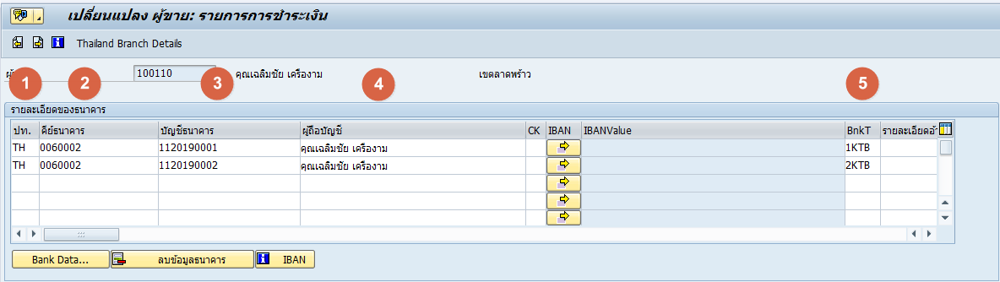 เปลี่ยนแปลง ผู้ขาย: รายการการชำระเงิน
Thailand Branch Details
1 2 100110 3 คุณเฉลิมชัย เครืองาม 4 เขตลาดพร้าว 5
รายละเอียดของธนาคาร
ปท. คีย์ธนาคาร บัญชีธนาคาร ผู้ถือบัญชี CK IBAN IBANValue BnkT รายละเอียดอ้
TH 0060002 1120190001 คุณเฉลิมชัย เครืองาม 1KTB
TH 0060002 1120190002 คุณเฉลิมชัย เครืองาม 2KTB
Bank Data... ลบข้อมูลธนาคาร IBAN